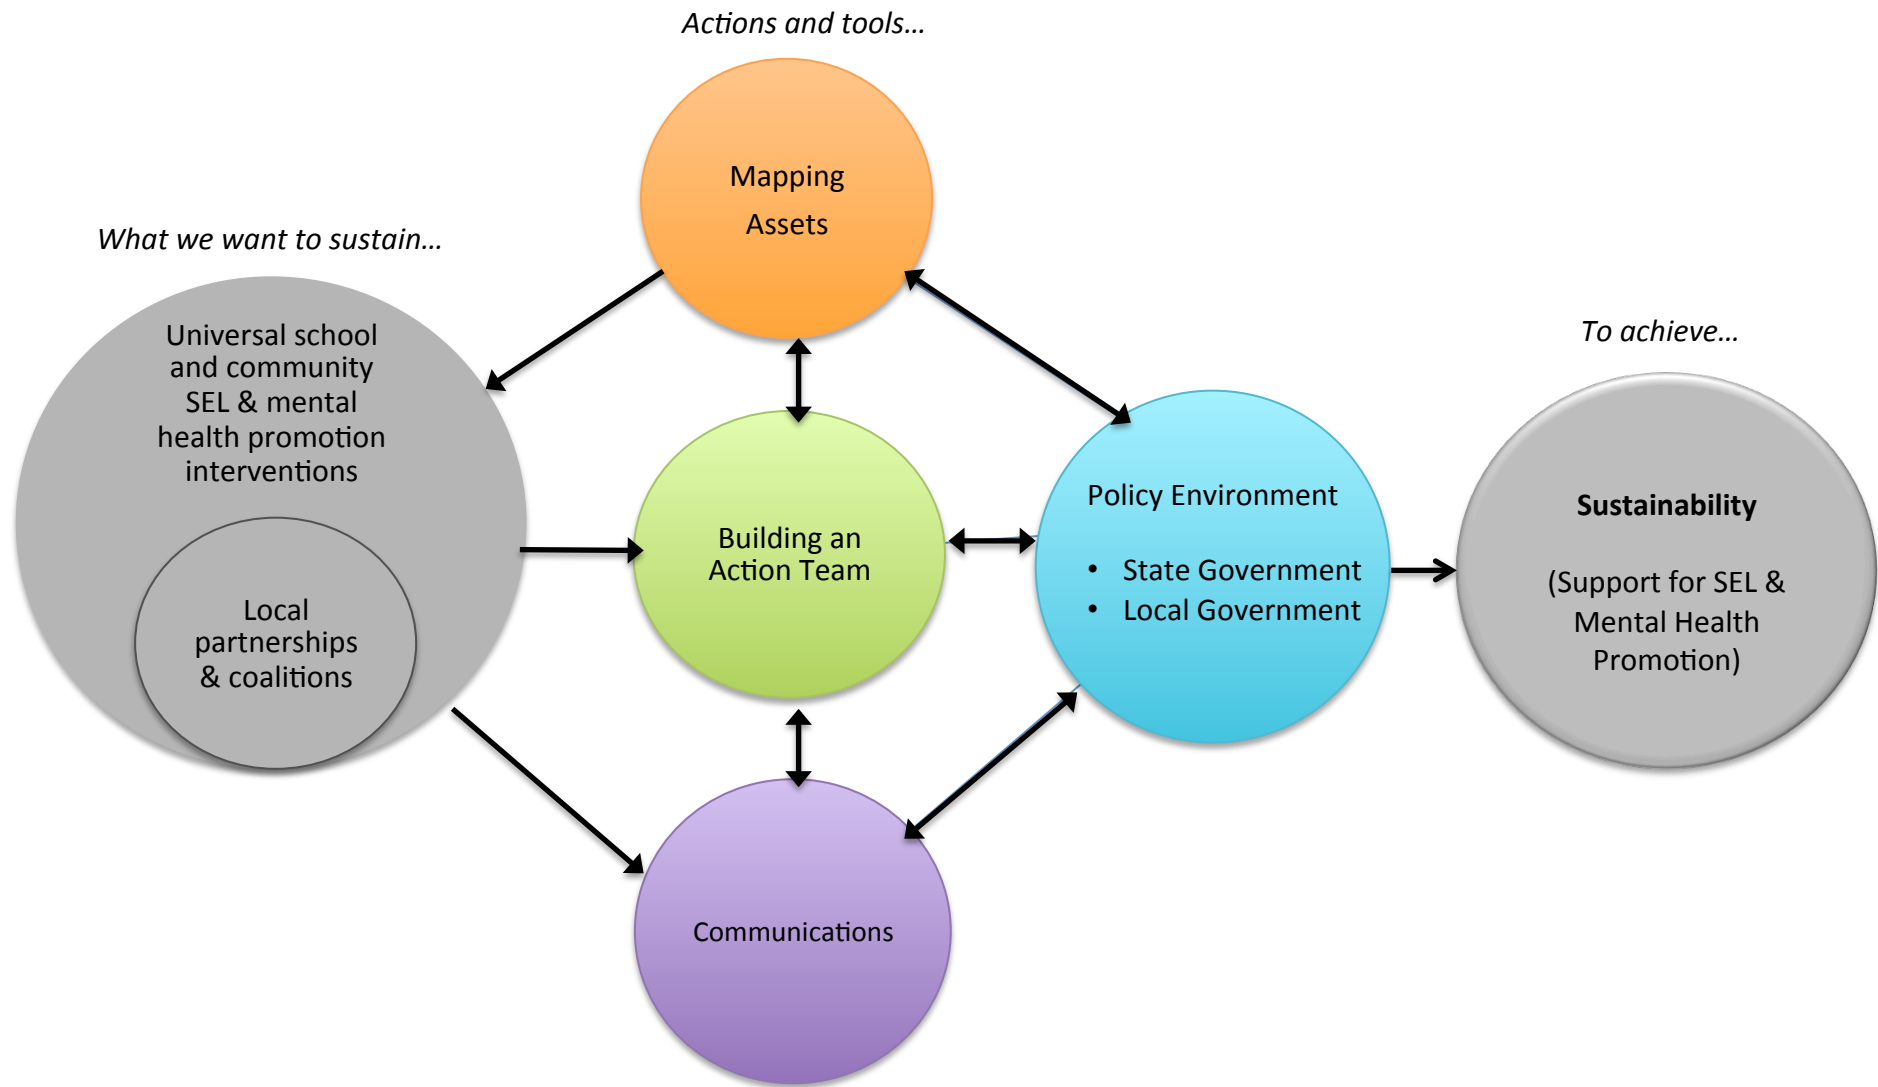 Actions and tools…
Mapping
Assets
What we want to sustain…
Universal school
and community
SEL & mental
health promotion
interventions
Local
partnerships
& coalitions
Building an
Action Team
Communications
Policy Environment
• State Government
• Local Government
To achieve…
Sustainability
(Support for SEL &
Mental Health
Promotion)